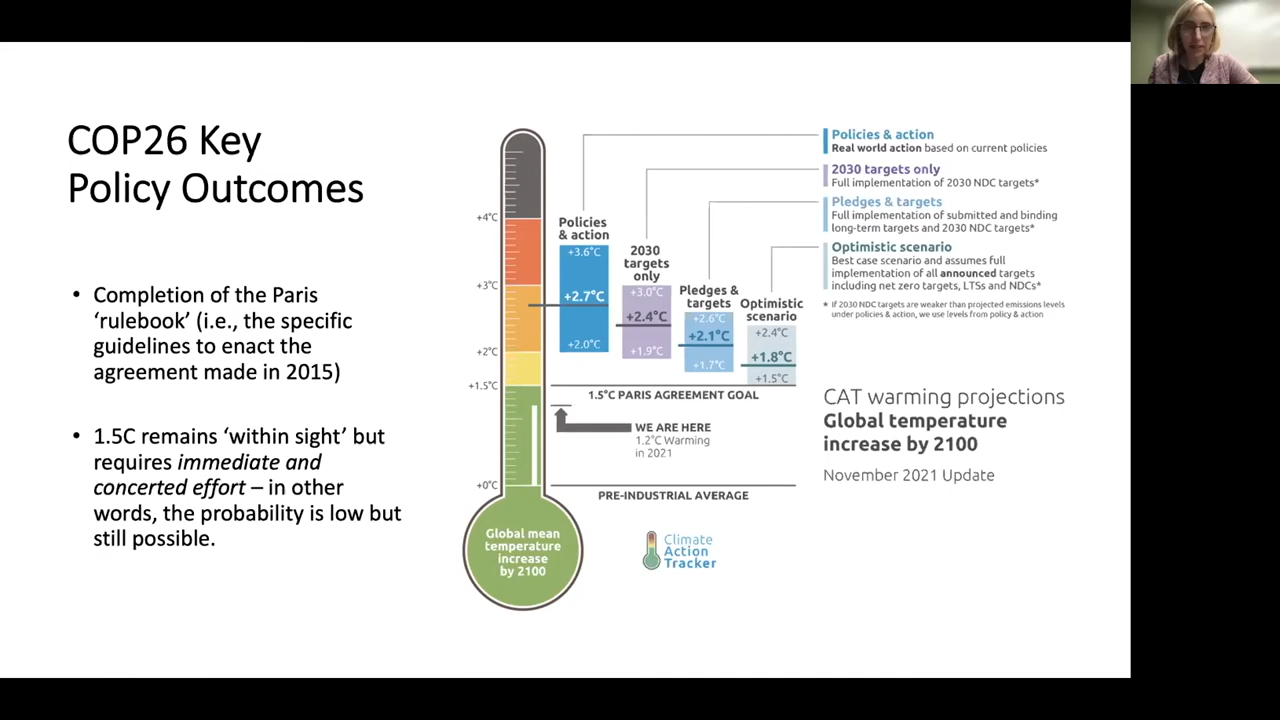 COP26 Key
Policy Outcomes
• Completion of the Paris
‘rulebook’ (i.e., the specific
guidelines to enact the
agreement made in 2015)
• 1.5C remains ‘within sight’ but
requires immediate and
concerted effort – in other
words, the probability is low but
still possible.
+4°C
+3°C
+2°C
+1.5°C
+0°C
Global mean
temperature
increase
by 2100
Policies
& action
+3.6°C
+2.7°C
+2.0°C
2030
targets
only
+3.0°C
+2.4°C
+1.9°C
Pledges &
targets
+2.6°C
+2.1°C
+1.7°C
Optimistic
scenario
+2.4°C
+1.8°C
+1.5°C
1.5°C PARIS AGREEMENT GOAL
WE ARE HERE
1.2°C Warming
in 2021
PRE-INDUSTRIAL AVERAGE
Climate
Action
Tracker
Policies & action
Real world action based on current policies
2030 targets only
Full implementation of 2030 NDC targets*
Pledges & targets
Full implementation of submitted and binding
long-term targets and 2030 NDC targets*
Optimistic scenario
Best case scenario and assumes full
implementation of all announced targets
including net zero targets, LTSs and NDCs*
* If 2030 NDC targets are weaker than projected emissions levels
under policies & action, we use levels from policy & action
CAT warming projections
Global temperature
increase by 2100
November 2021 Update